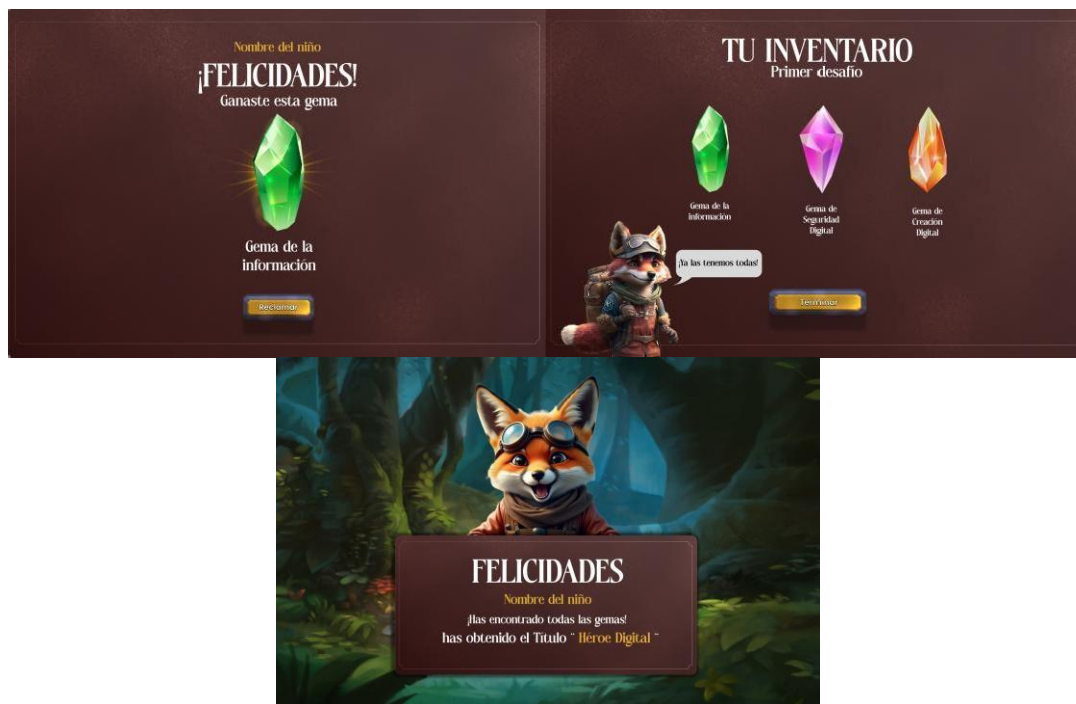 Nombre del niño
¡FELICIDADES!
Ganaste esta gema
Gema de la
información
Reclamar
TU INVENTARIO
Primer desafío
Gema de la
información
Gema de
Seguridad
Digital
Gema de
Creación
Digital
¡Ya las tenemos todas!
Terminar
FELICIDADES
Nombre del niño
¡Has encontrado todas las gemas!
has obtenido el Título " Héroe Digital "